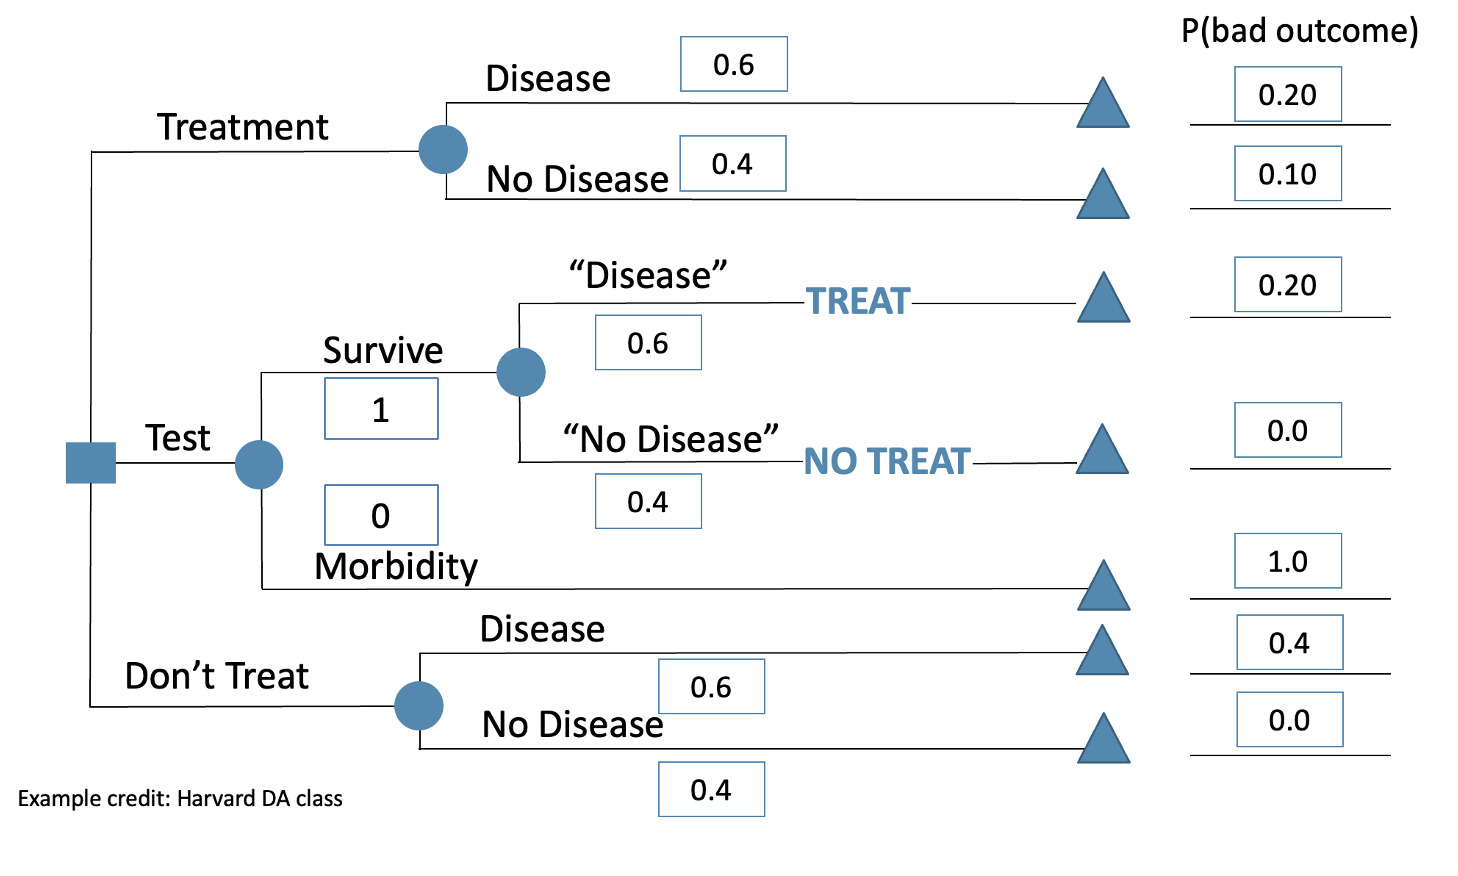 P(bad outcome)
Disease
0.6
0.20
Treatment
No Disease
0.4
0.10
“Disease”
TREAT
0.20
0.6
Survive
1
Test
“No Disease”
NO TREAT
0.0
0.4
0
Morbidity
1.0
Disease
0.4
Don’t Treat
0.6
No Disease
0.0
0.4
Example credit: Harvard DA class